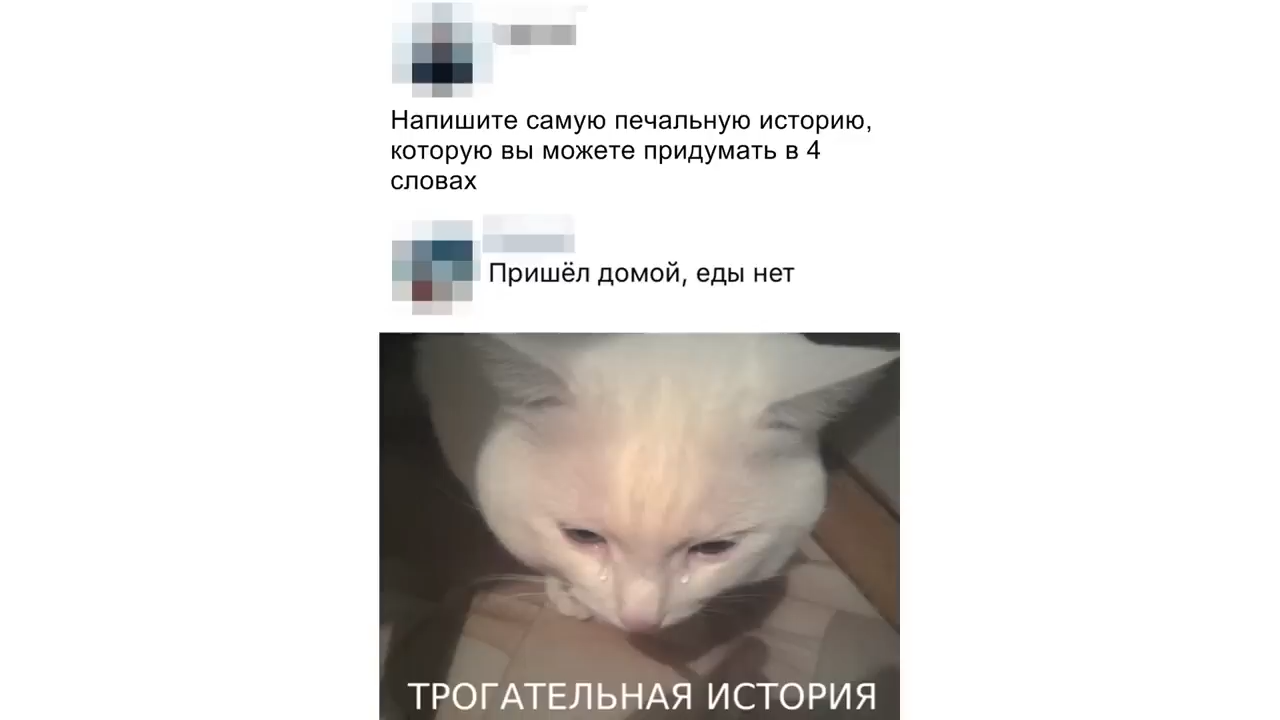 Напишите самую печальную историю,
которую вы можете придумать в 4
словах
Пришёл домой, еды нет
ТРОГАТЕЛЬНАЯ ИСТОРИЯ